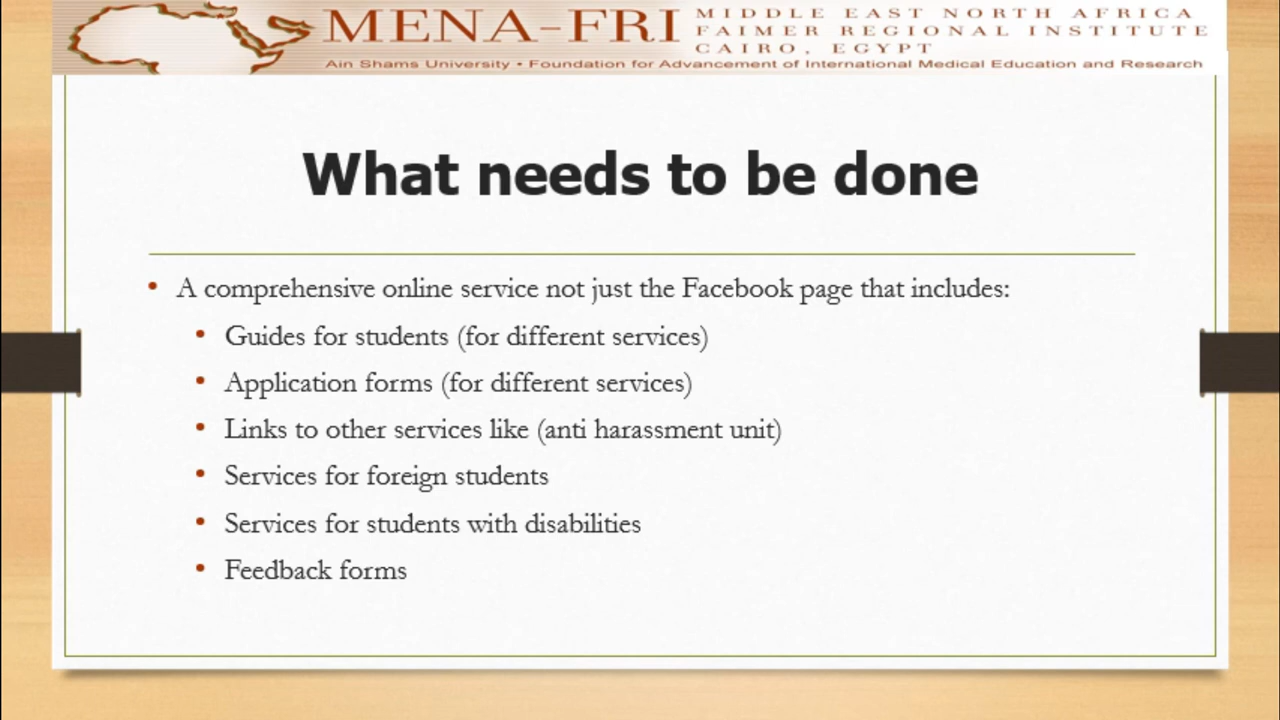 MENA-FRI
MIDDLE EAST NORTH AFRICA
FAIMER REGIONAL INSTITUTE
CAIRO, EGYPT
Ain Shams University • Foundation for Advancement of International Medical Education and Research
What needs to be done
• A comprehensive online service not just the Facebook page that includes:
• Guides for students (for different services)
• Application forms (for different services)
• Links to other services like (anti harassment unit)
• Services for foreign students
• Services for students with disabilities
• Feedback forms